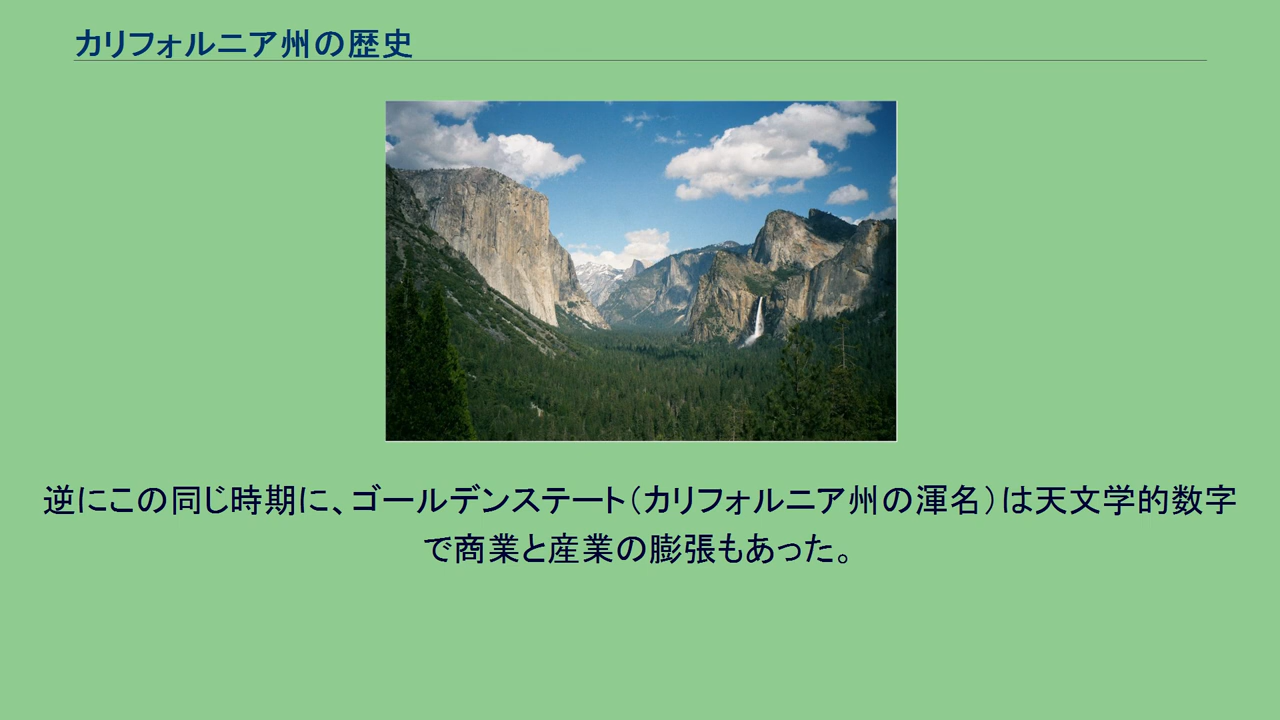 カリフォルニア州の歴史
逆にこの同じ時期に、ゴールデンステート（カリフォルニア州の渾名）は天文学的数字
で商業と産業の膨張もあった。